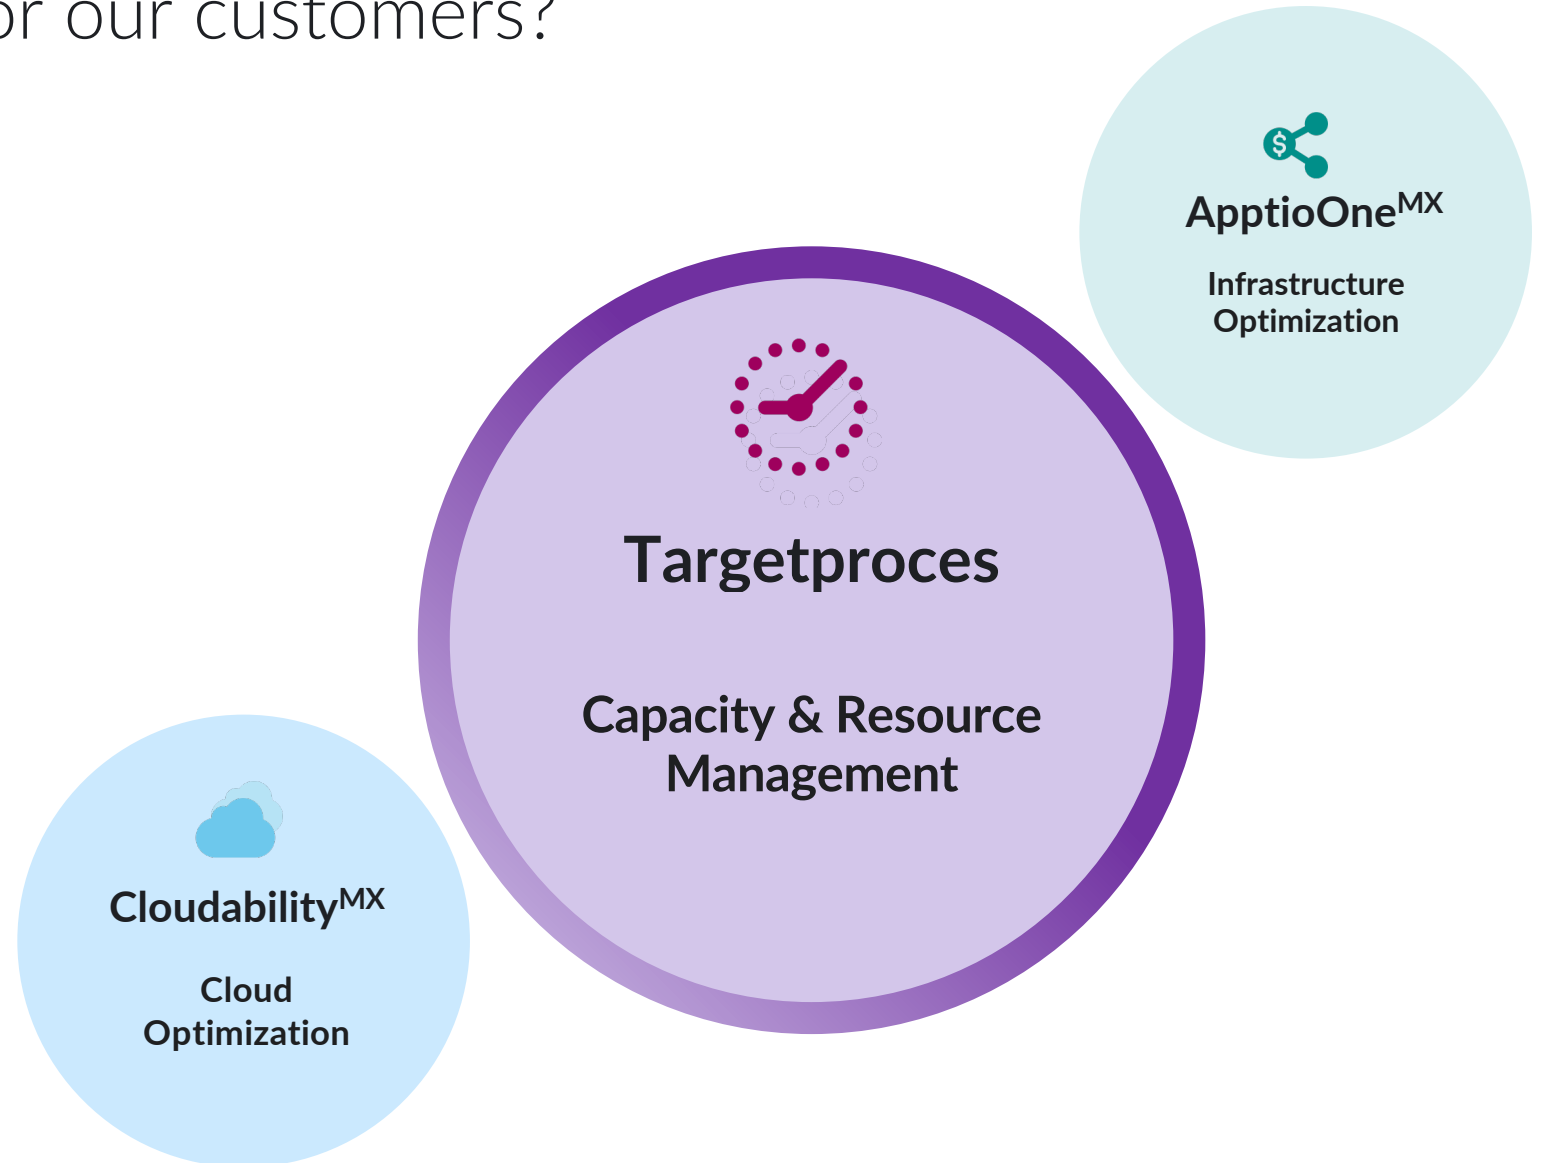 or our customers?
ApptioOneMX
Infrastructure
Optimization
Targetproces
Capacity & Resource
Management
CloudabilityMX
Cloud
Optimization